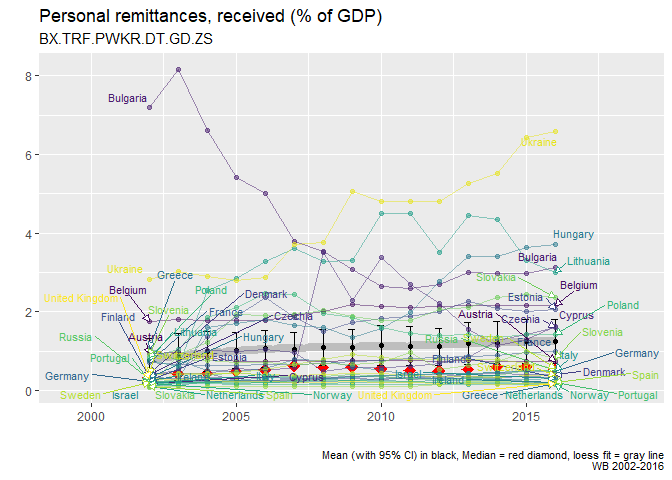 Personal remittances, received (% of GDP)
BX.TRF.PWKR.DT.GD.ZS
8
Bulgaria
6
Ukraine
4
Hungary
Bulgaria
Lithuania
Ukraine
Greece
Slovakia
Belgium
Poland
Denmark
Belgium
United Kingdom
Estonia
2
Slovenia
France
Austria
Cyprus
Finland
Czechia
Czechia
Poland
Lithuania
Slovenia
Russia
Austria
Hungary
Russia
France
Portugal
Estonia
Finland
Italy
Germany
Germany
Cyprus
Israel
Denmark
Spain
Finland
0
Sweden
Israel
Slovakia
Netherlands
Spain
Norway
United Kingdom
Greece
Netherlands
Norway
Portugal
2000
2005
2010
2015
Mean (with 95% CI) in black, Median = red diamond, loess fit = gray line
WB 2002-2016